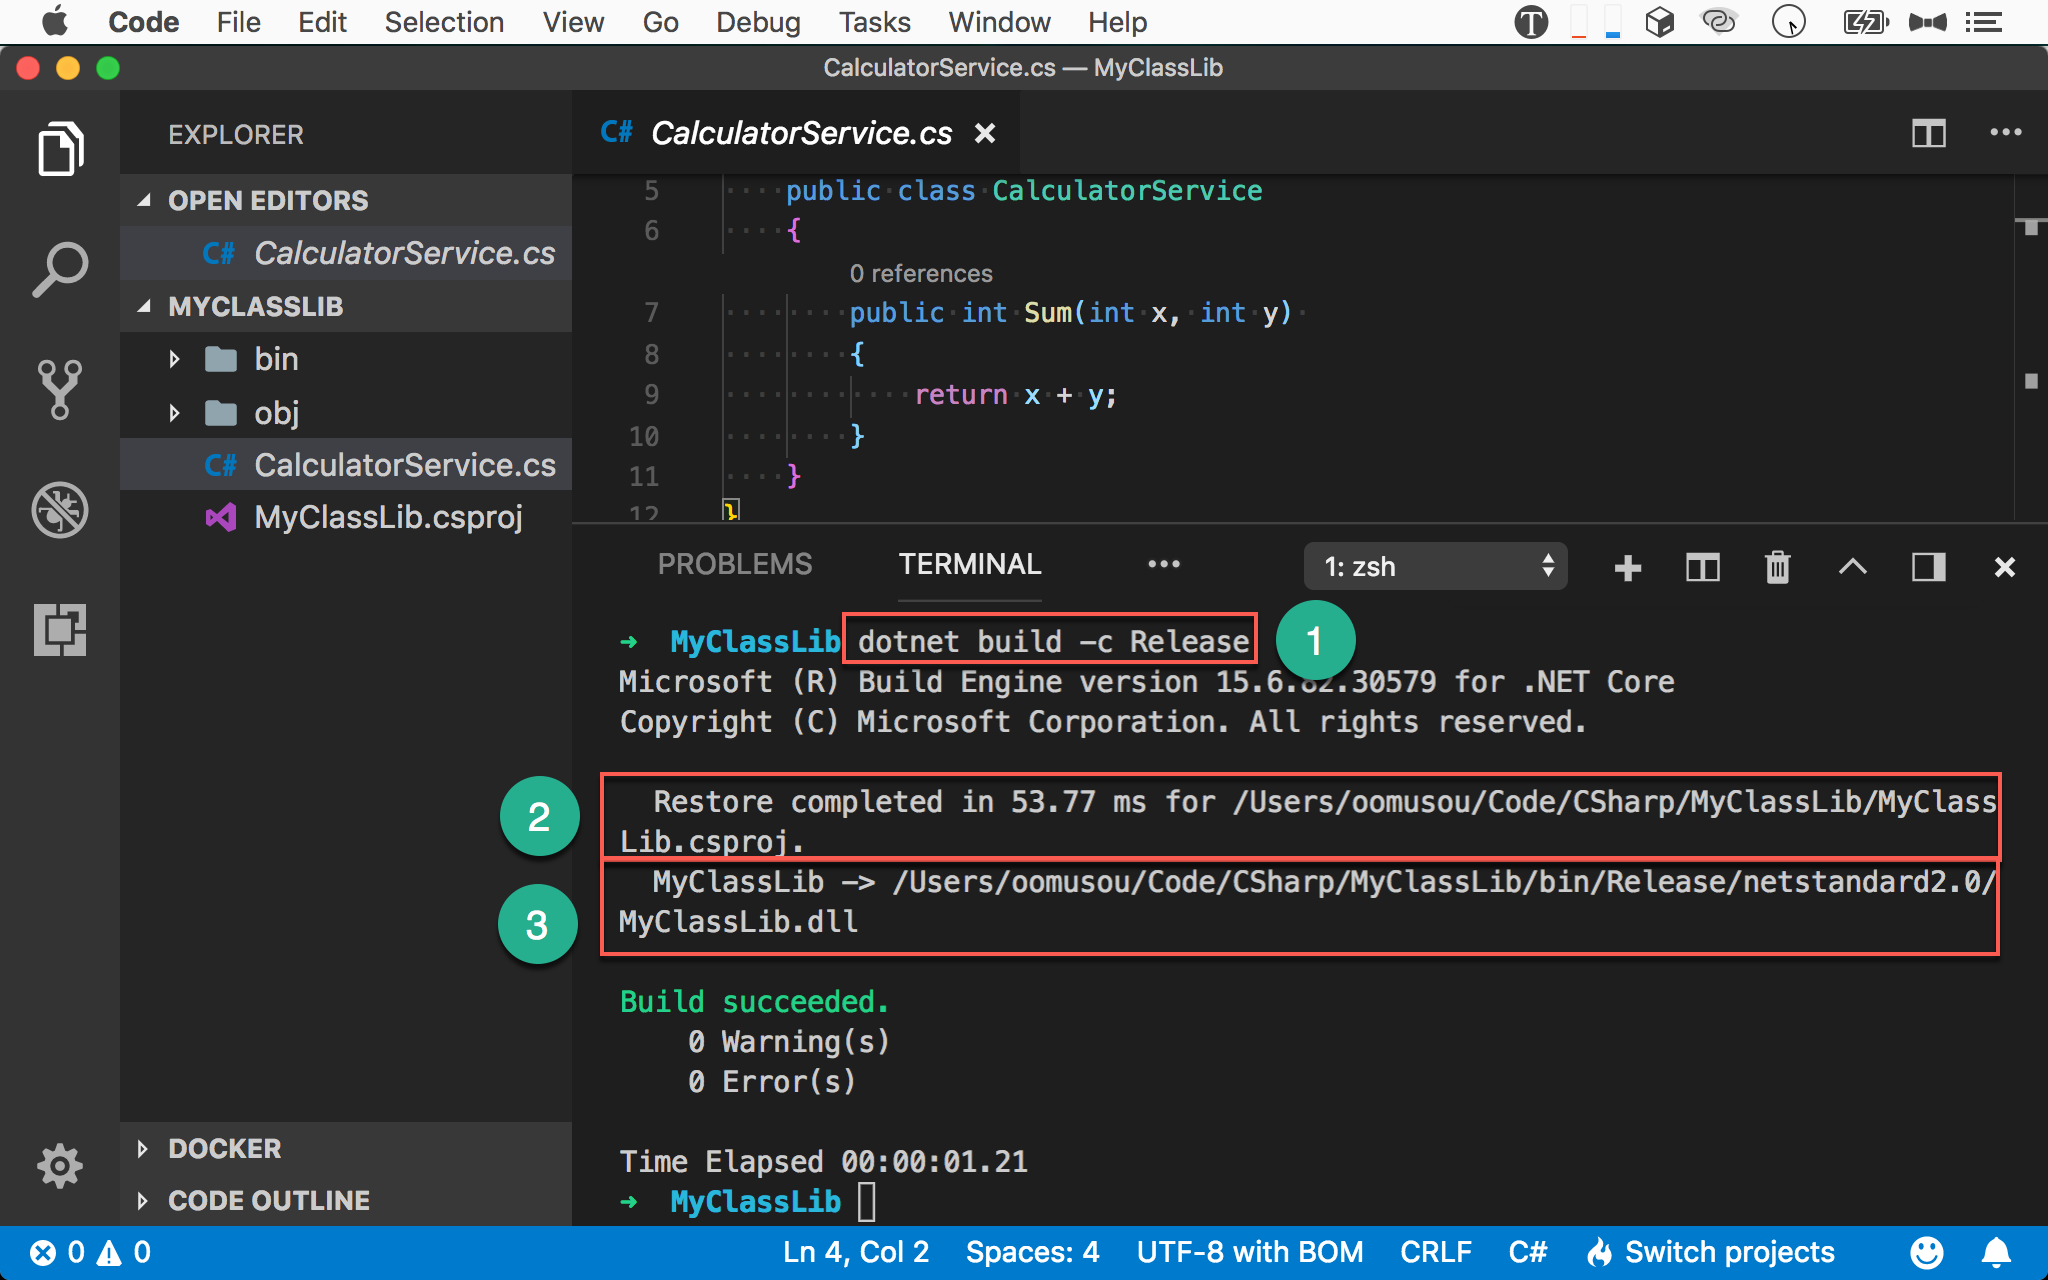 Code File Edit Selection View Go Debug Tasks Window Help
CalculatorService.cs — MyClassLib
EXPLORER
OPEN EDITORS
C# CalculatorService.cs
MYCLASSLIB
bin
obj
C# CalculatorService.cs
MyClassLib.csproj
DOCKER
CODE OUTLINE
C# CalculatorService.cs
5 public class CalculatorService
6 {
0 references
7 public int Sum(int x, int y)
8 {
9 return x + y;
10 }
11 }
12 }
PROBLEMS TERMINAL 1: zsh
→ MyClassLib dotnet build -c Release 1
Microsoft (R) Build Engine version 15.6.82.30579 for .NET Core
Copyright (C) Microsoft Corporation. All rights reserved.
2
Restore completed in 53.77 ms for /Users/oomusou/Code/CSharp/MyClassLib/MyClass
Lib.csproj.
3
MyClassLib -> /Users/oomusou/Code/CSharp/MyClassLib/bin/Release/netstandard2.0/
MyClassLib.dll
Build succeeded.
0 Warning(s)
0 Error(s)
Time Elapsed 00:00:01.21
→ MyClassLib
0 0 Ln 4, Col 2 Spaces: 4 UTF-8 with BOM CRLF C# Switch projects